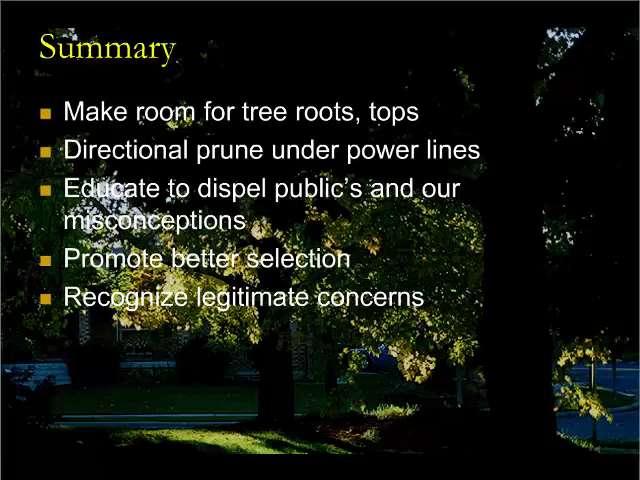 Summary
Make room for tree roots, tops
Directional prune under power lines
Educate to dispel public's and our
misconceptions
Promote better selection
Recognize legitimate concerns